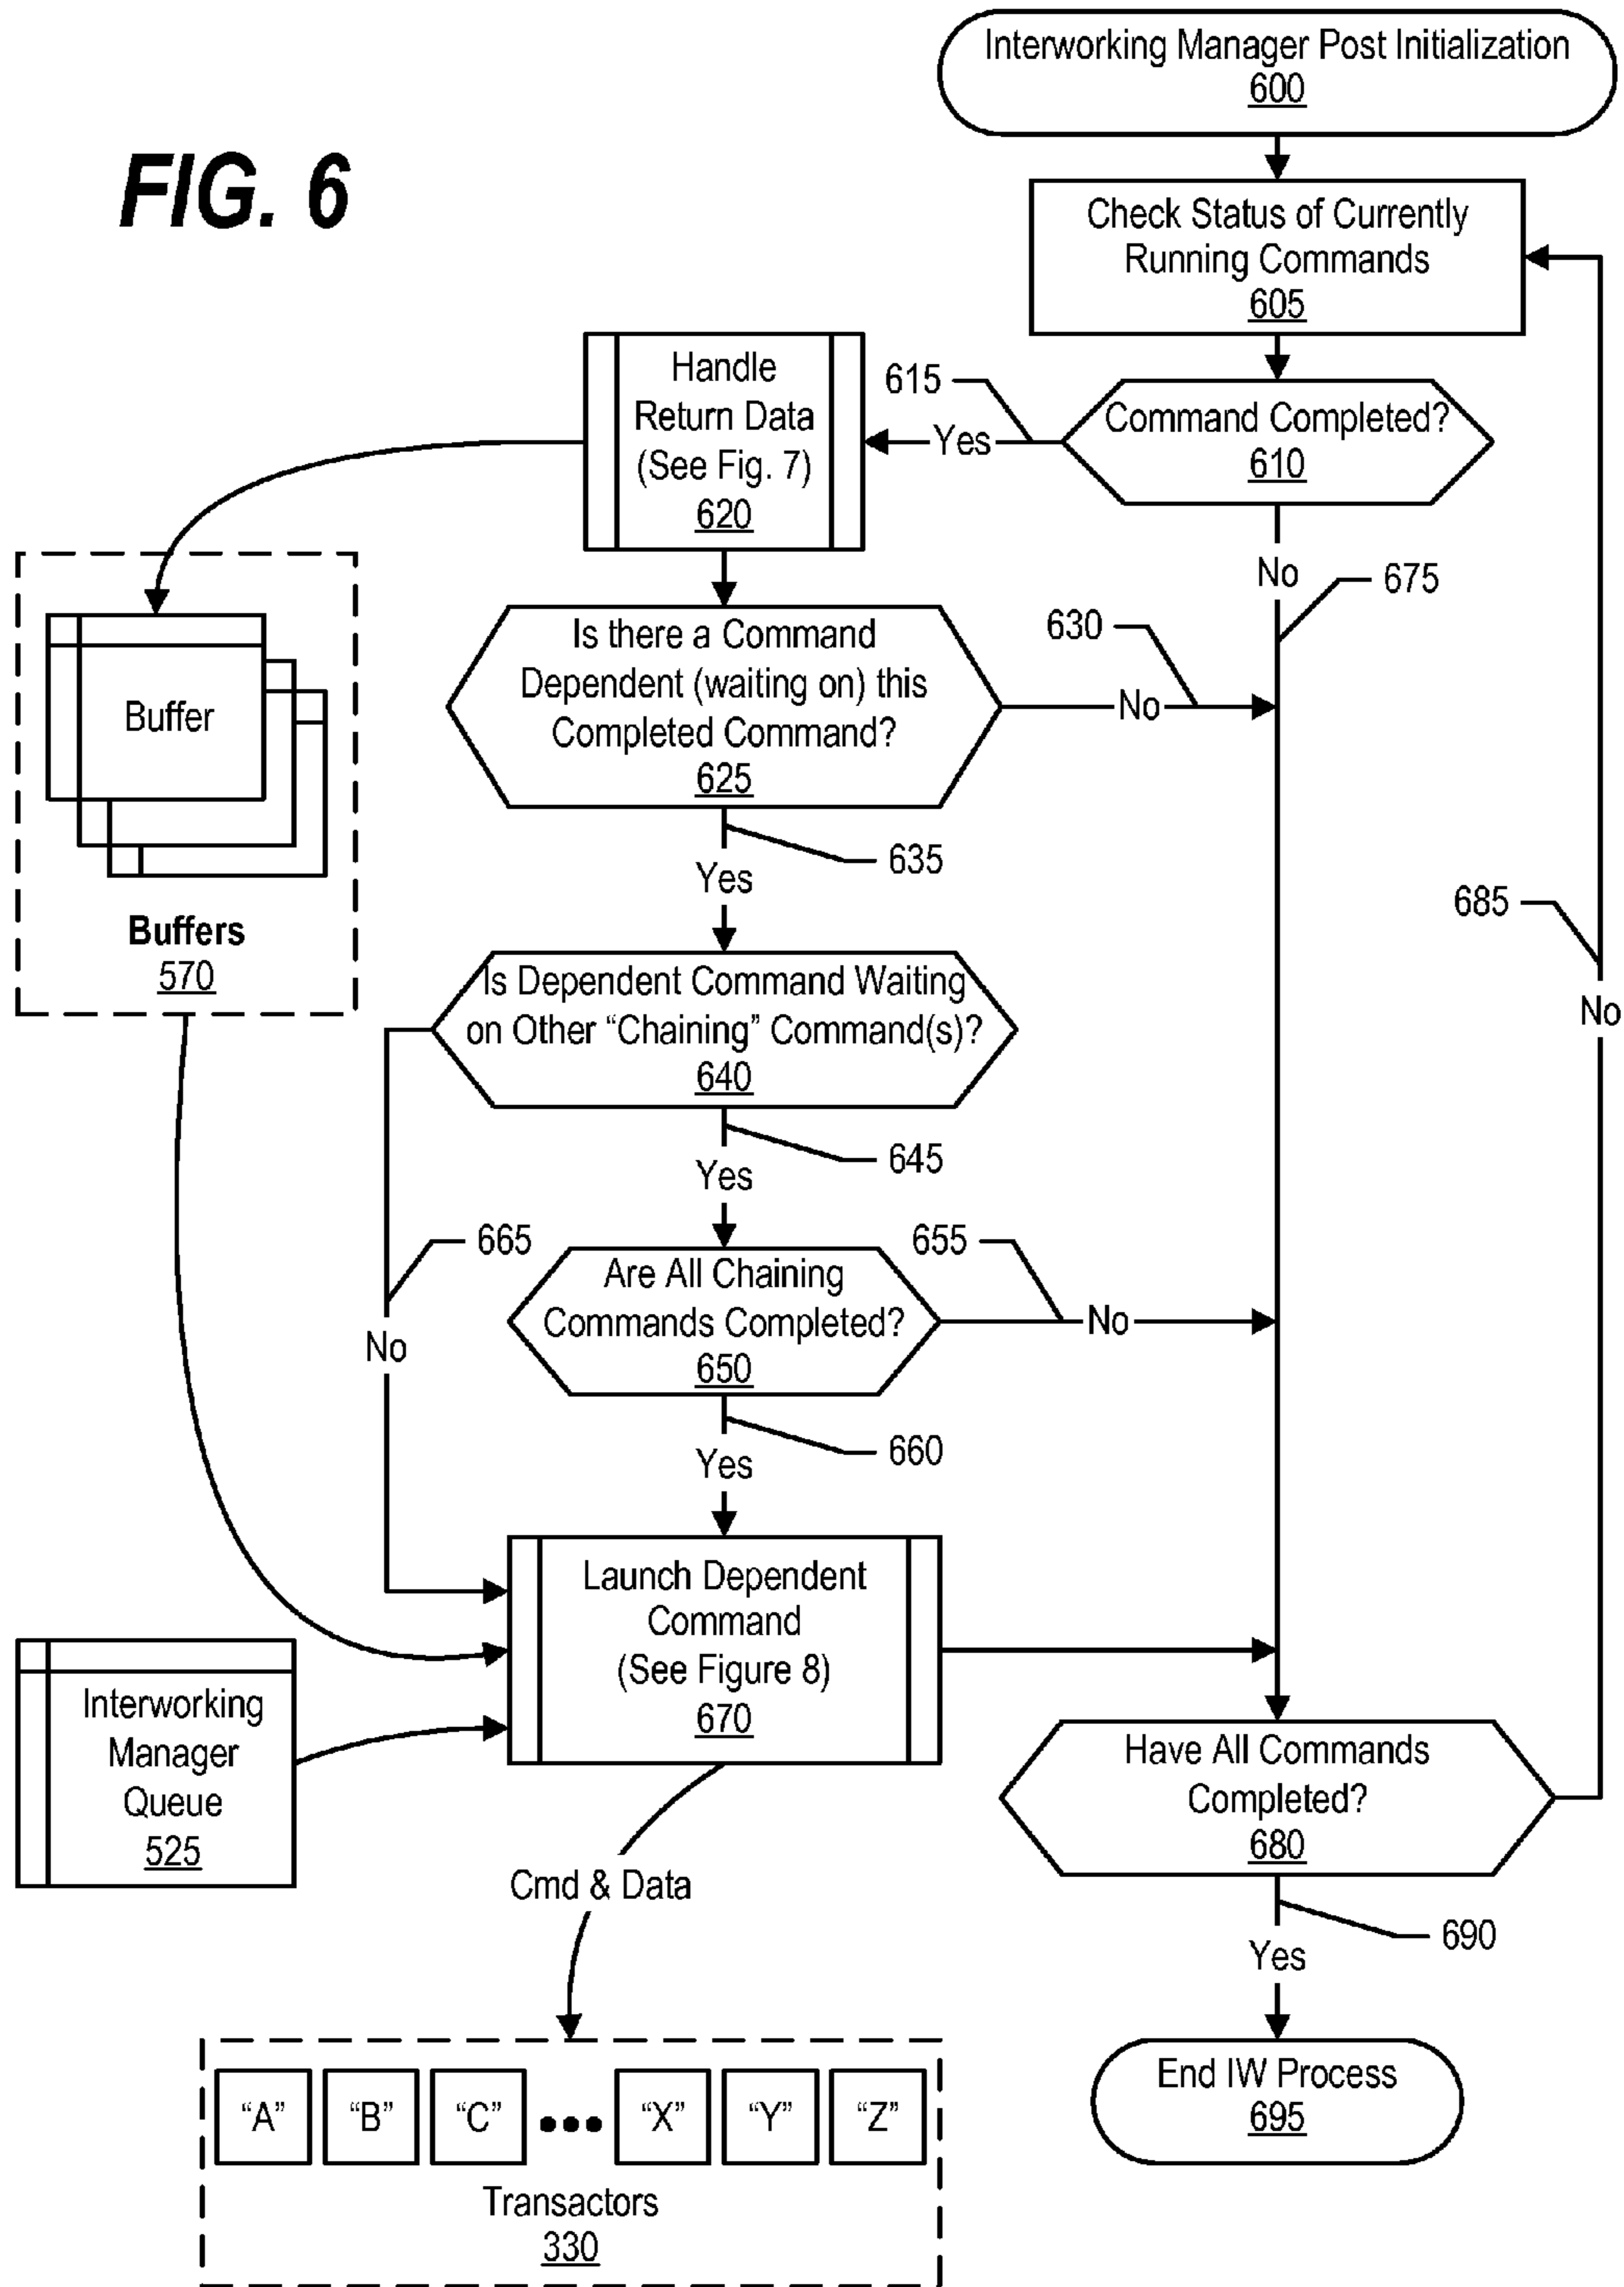 FIG. 6
Interworking Manager Post Initialization
600
Check Status of Currently
Running Commands
605
Command Completed?
610
615
Yes
Handle
Return Data
(See Fig. 7)
620
No
675
Is there a Command
Dependent (waiting on) this
Completed Command?
625
630
No
635
Yes
Buffer
Buffers
570
Is Dependent Command Waiting
on Other “Chaining” Command(s)?
640
645
Yes
665
No
Are All Chaining
Commands Completed?
650
655
No
660
Yes
685
No
Launch Dependent
Command
(See Figure 8)
670
Interworking
Manager
Queue
525
Have All Commands
Completed?
680
690
Yes
Cmd & Data
End IW Process
695
“A” “B” “C” ●●● “X” “Y” “Z”
Transactors
330